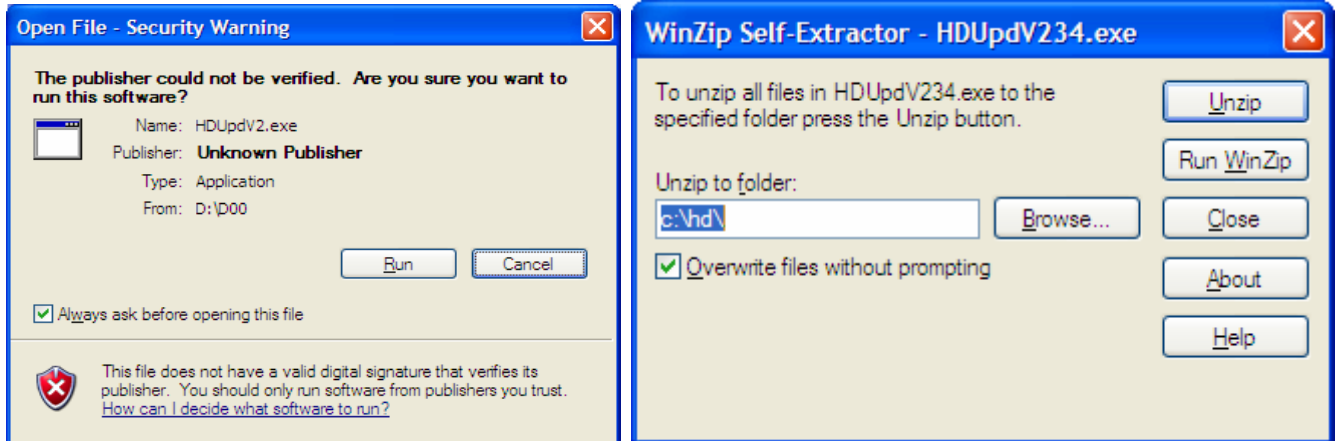 Open File - Security Warning
The publisher could not be verified. Are you sure you want to
run this software?
Name: HDUpdV2.exe
Publisher: Unknown Publisher
Type: Application
From: D:\D00
Run
Cancel
Always ask before opening this file
This file does not have a valid digital signature that verifies its
publisher. You should only run software from publishers you trust.
How can I decide what software to run?
WinZip Self-Extractor - HDUpdV234.exe
To unzip all files in HDUpdV234.exe to the
specified folder press the Unzip button.
Unzip to folder:
c:\hd\
Browse...
Overwrite files without prompting
Unzip
Run WinZip
Close
About
Help